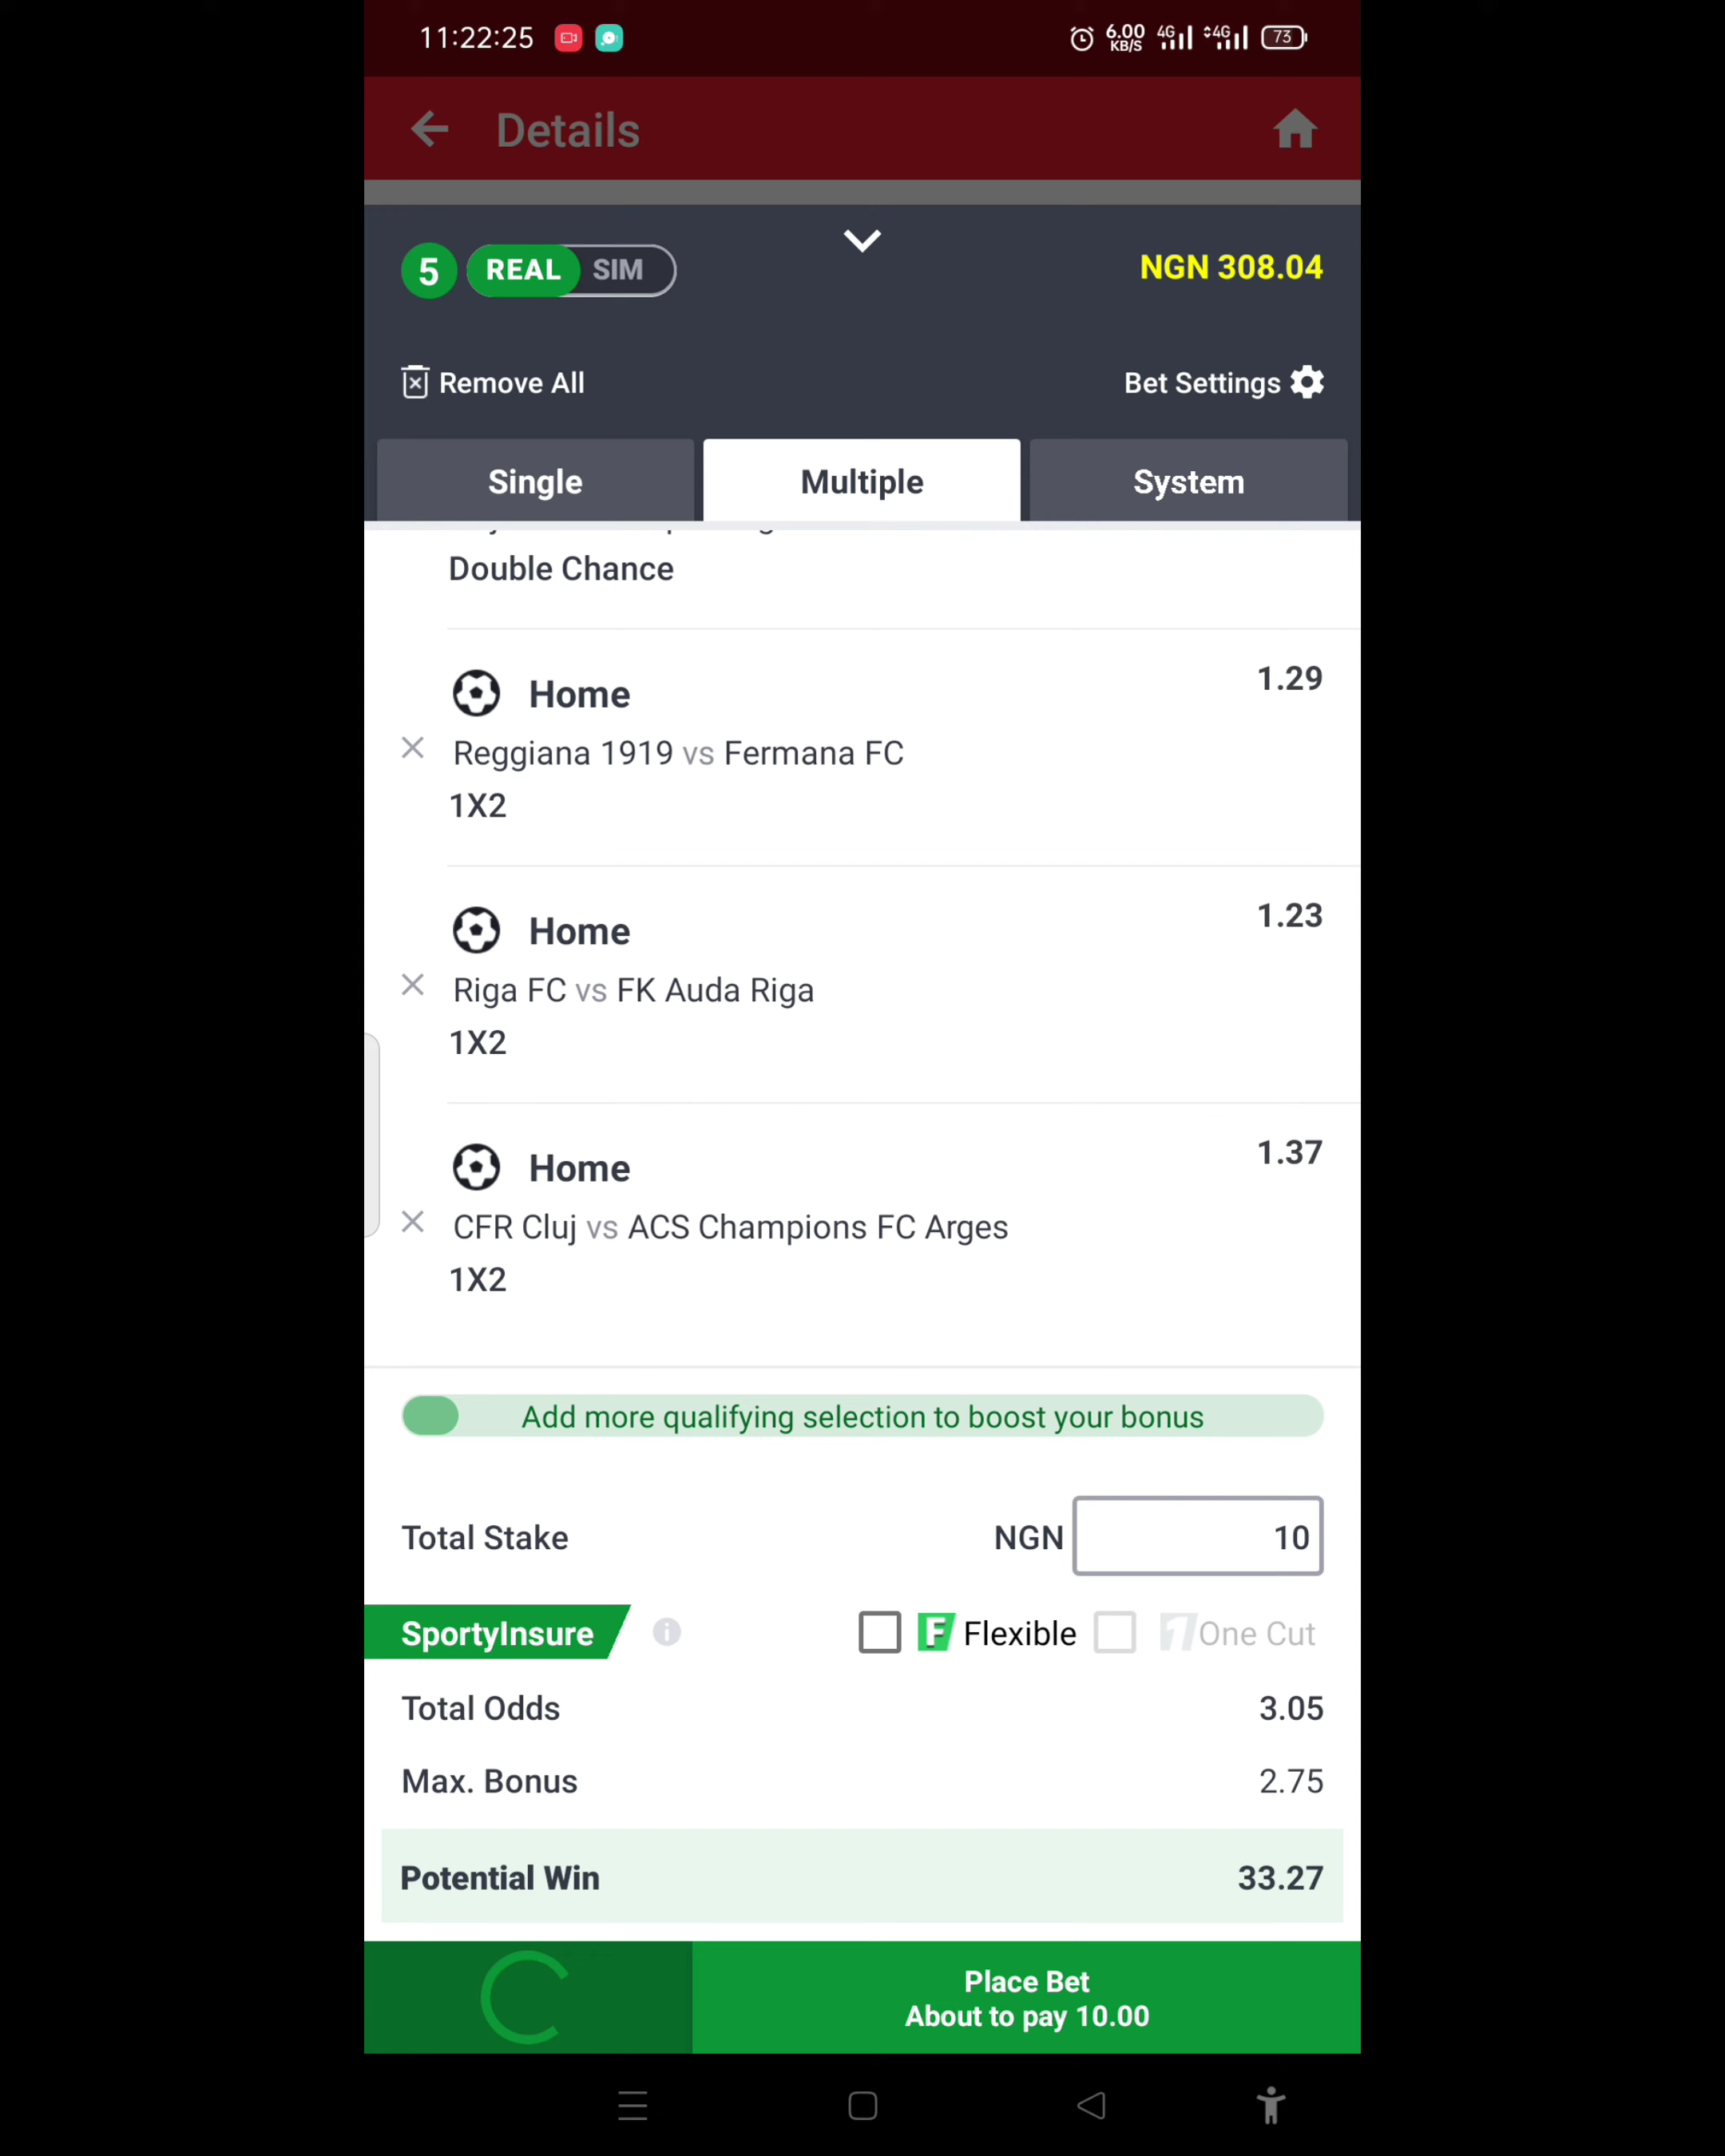 11:22:25 6.00 KB/S 4G 4G 73
Details
5 REAL SIM NGN 308.04
Remove All Bet Settings
Single Multiple System
Double Chance
Home 1.29
Reggiana 1919 vs Fermana FC
1X2
Home 1.23
Riga FC vs FK Auda Riga
1X2
Home 1.37
CFR Cluj vs ACS Champions FC Arges
1X2
Add more qualifying selection to boost your bonus
Total Stake NGN 10
SportyInsure i F Flexible 1 One Cut
Total Odds 3.05
Max. Bonus 2.75
Potential Win 33.27
Place Bet
About to pay 10.00